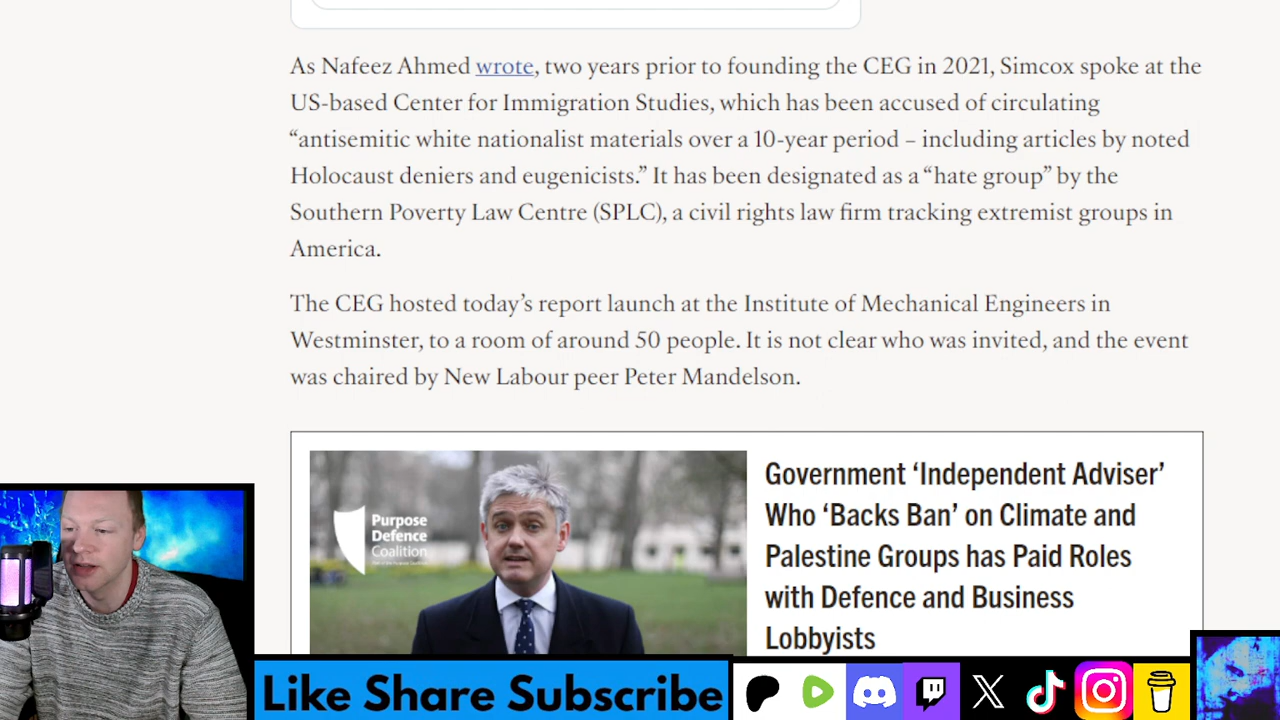 As Nafeez Ahmed wrote, two years prior to founding the CEG in 2021, Simcox spoke at the
US-based Center for Immigration Studies, which has been accused of circulating
“antisemitic white nationalist materials over a 10-year period – including articles by noted
Holocaust deniers and eugenicists.” It has been designated as a “hate group” by the
Southern Poverty Law Centre (SPLC), a civil rights law firm tracking extremist groups in
America.
The CEG hosted today’s report launch at the Institute of Mechanical Engineers in
Westminster, to a room of around 50 people. It is not clear who was invited, and the event
was chaired by New Labour peer Peter Mandelson.
Purpose
Defence
Coalition
Government ‘Independent Adviser’
Who ‘Backs Ban’ on Climate and
Palestine Groups has Paid Roles
with Defence and Business
Lobbyists
Like Share Subscribe